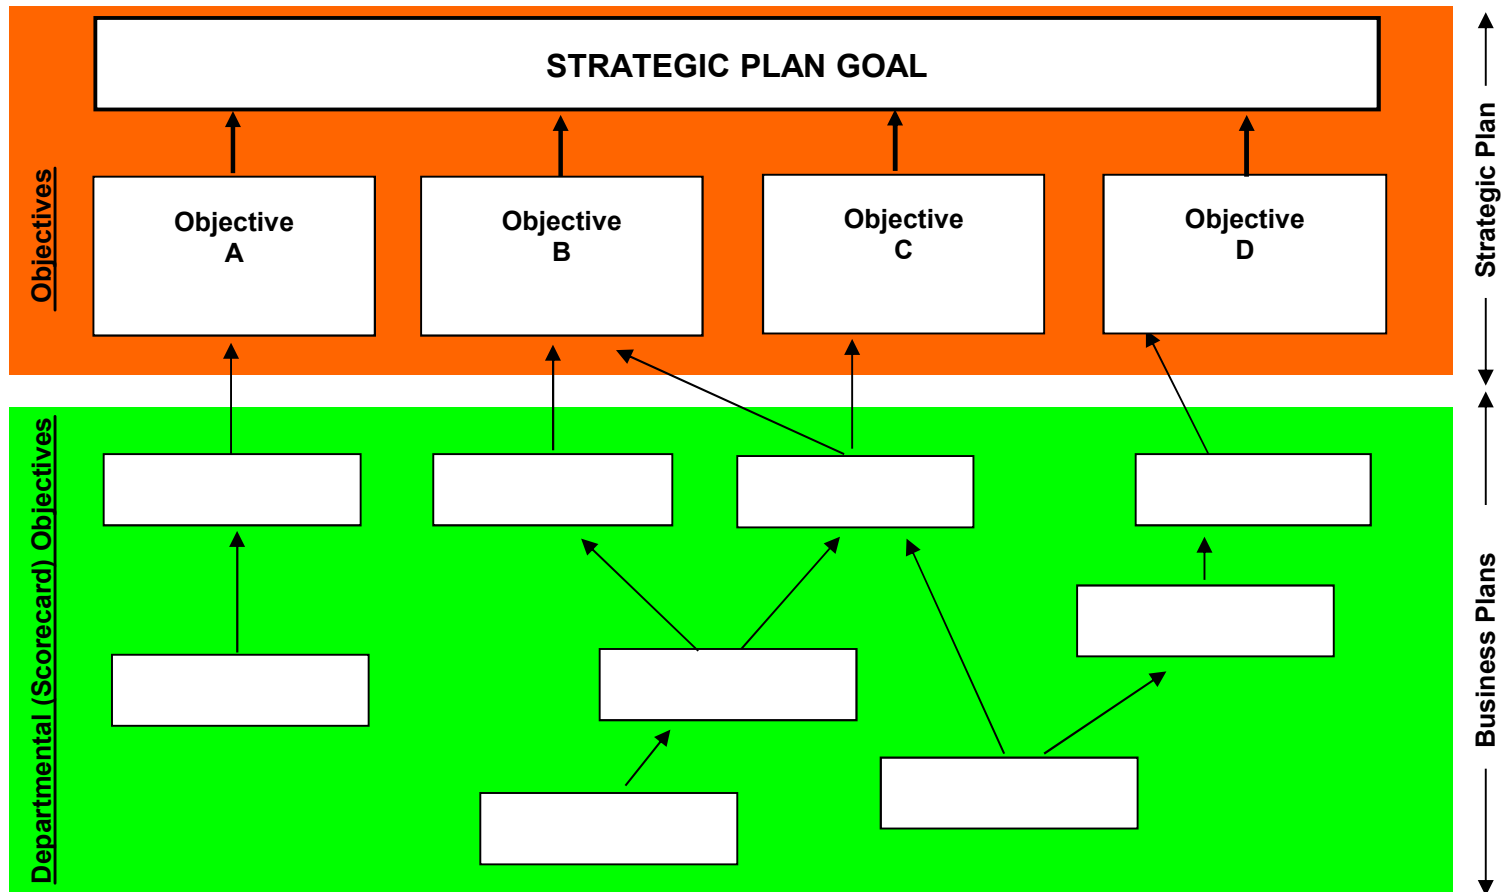 STRATEGIC PLAN GOAL
Objectives
Objective
A
Objective
B
Objective
C
Objective
D
Strategic Plan
Departmental (Scorecard) Objectives
Business Plans